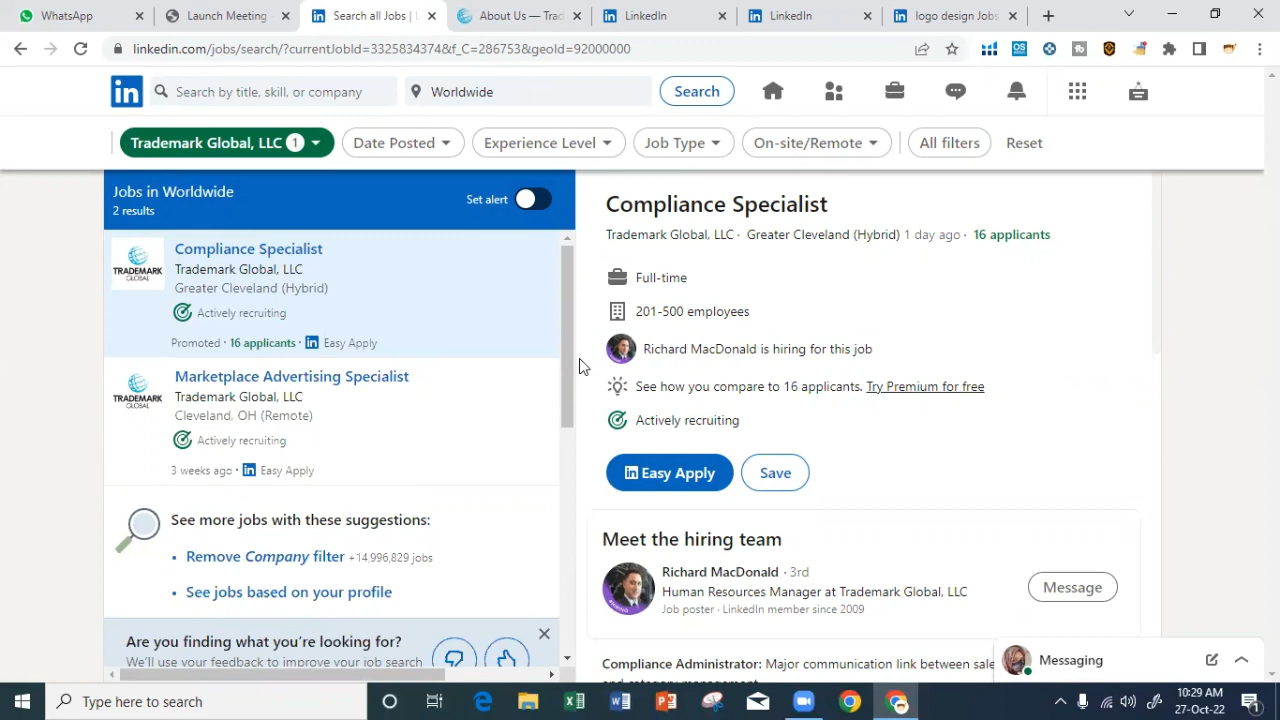 WhatsApp
Launch Meeting -
Search all Jobs | L
About Us — Trad
LinkedIn
LinkedIn
logo design Jobs
linkedin.com/jobs/search/?currentJobId=3325834374&f_C=286753&geoId=92000000
Search by title, skill, or company
Worldwide
Search
Trademark Global, LLC 1
Date Posted
Experience Level
Job Type
On-site/Remote
All filters
Reset
Jobs in Worldwide
2 results
Set alert
TRADEMARK
GLOBAL
Compliance Specialist
Trademark Global, LLC
Greater Cleveland (Hybrid)
Actively recruiting
Promoted · 16 applicants · Easy Apply
TRADEMARK
GLOBAL
Marketplace Advertising Specialist
Trademark Global, LLC
Cleveland, OH (Remote)
Actively recruiting
3 weeks ago · Easy Apply
See more jobs with these suggestions:
• Remove Company filter +14,996,829 jobs
• See jobs based on your profile
Are you finding what you're looking for?
We'll use your feedback to improve your job search
Compliance Specialist
Trademark Global, LLC · Greater Cleveland (Hybrid) 1 day ago · 16 applicants
Full-time
201-500 employees
Richard MacDonald is hiring for this job
See how you compare to 16 applicants. Try Premium for free
Actively recruiting
Easy Apply
Save
Meet the hiring team
Richard MacDonald · 3rd
Human Resources Manager at Trademark Global, LLC
Job poster · LinkedIn member since 2009
Message
Compliance Administrator: Major communication link between sale
Messaging
Type here to search
10:29 AM
27-Oct-22